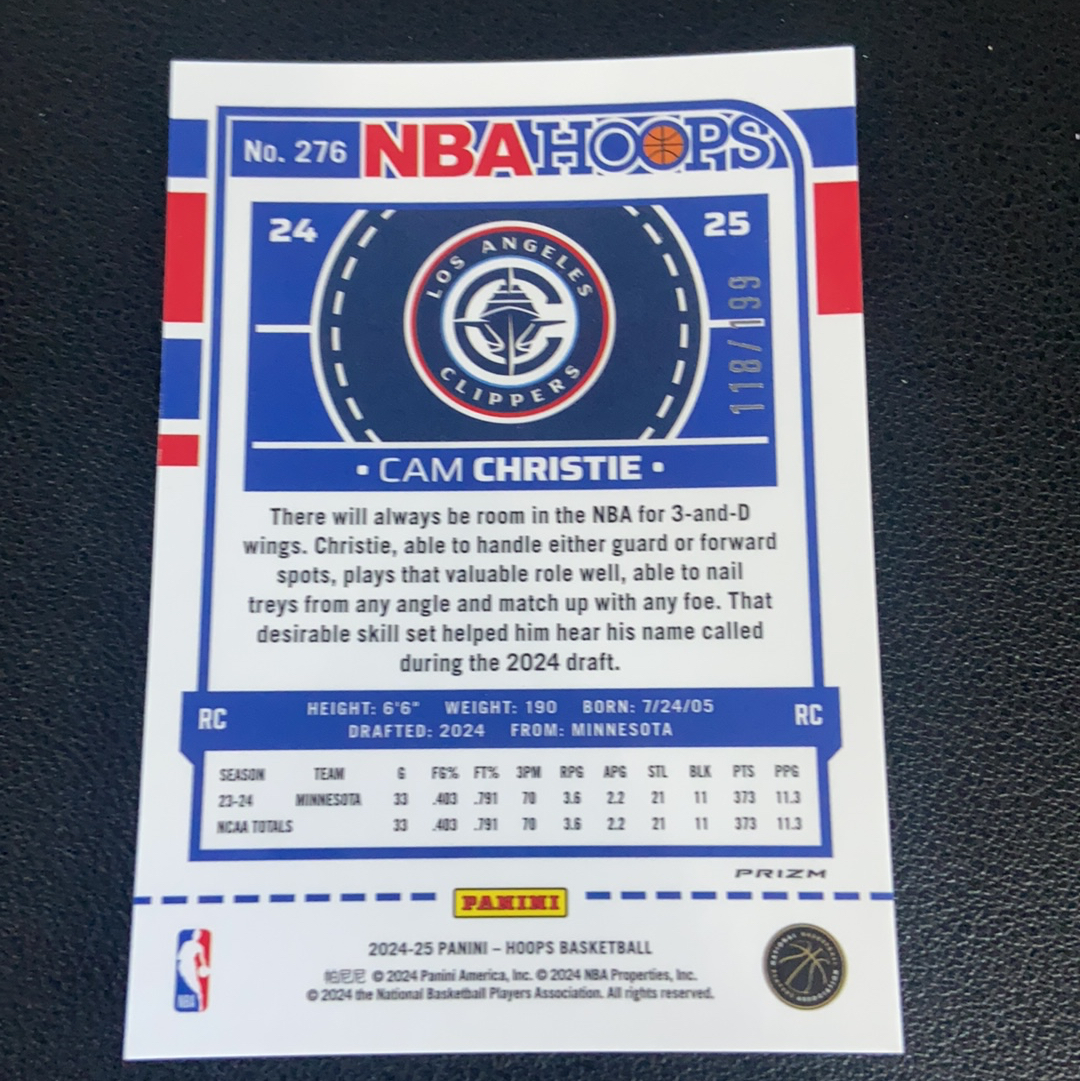 No. 276 NBA HOOPS
24
25
LOS ANGELES
C
CLIPPERS
118/199
• CAM CHRISTIE •
There will always be room in the NBA for 3-and-D
wings. Christie, able to handle either guard or forward
spots, plays that valuable role well, able to nail
treys from any angle and match up with any foe. That
desirable skill set helped him hear his name called
during the 2024 draft.
RC
HEIGHT: 6'6" WEIGHT: 190 BORN: 7/24/05
DRAFTED: 2024 FROM: MINNESOTA
RC
SEASON TEAM G FG% FT% 3PM RPG APG STL BLK PTS PPG
23-24 MINNESOTA 33 .403 .791 70 3.6 2.2 21 11 373 11.3
NCAA TOTALS 33 .403 .791 70 3.6 2.2 21 11 373 11.3
PRIZM
PANINI
2024-25 PANINI – HOOPS BASKETBALL
帕尼尼 © 2024 Panini America, Inc. © 2024 NBA Properties, Inc.
© 2024 the National Basketball Players Association. All rights reserved.
NBA